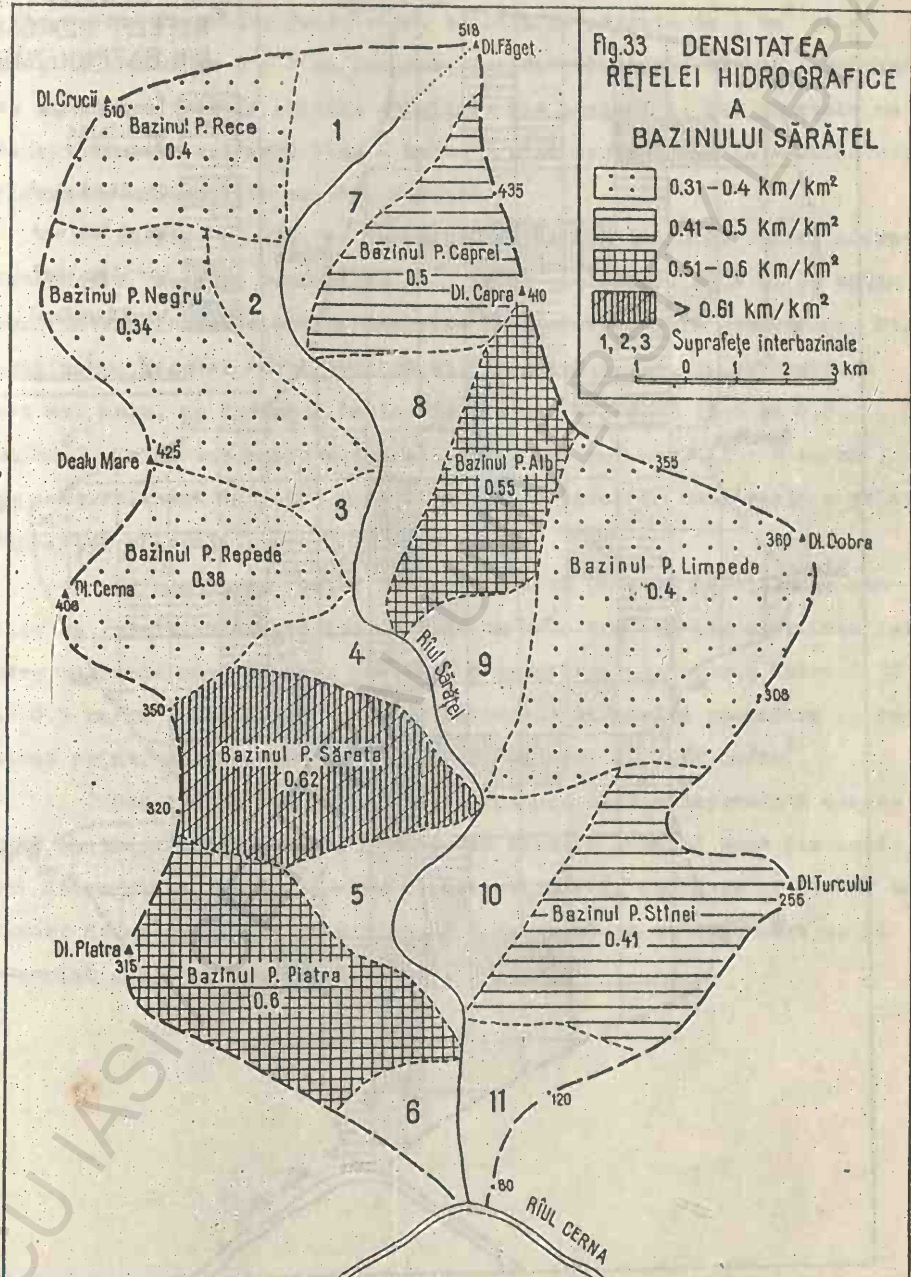 Fig.33 DENSITATEA
REȚELEI HIDROGRAFICE
A
BAZINULUI SĂRĂȚEL
0.31-0.4 Km/km²
0.41-0.5 Km/km²
0.51-0.6 Km/km²
> 0.61 km/km²
1, 2, 3 Suprafețe interbazinale
1 0 1 2 3 km
518
Dl.Făget
Dl.Crucii
510
Bazinul P. Rece
0.4
1
7
435
Bazinul P. Caprei
0.5
Dl. Capra 410
Bazinul P. Negru
0.34
2
8
425
Dealu Mare
Bazinul P. Alb
0.55
355
3
360 Dl.Dobra
Bazinul P. Repede
0.38
Bazinul P. Limpede
0.4
Dl.Cerna
406
4
Rîul Sărățel
9
308
350
Bazinul P. Sărata
0.62
320
5
10
Dl.Turcului
256
Bazinul P. Stînei
0.41
Dl.Piatra
315
Bazinul P. Piatra
0.6
6
11
120
80
RÎUL CERNA
CU IASI
UN
ERSITY LIBRA